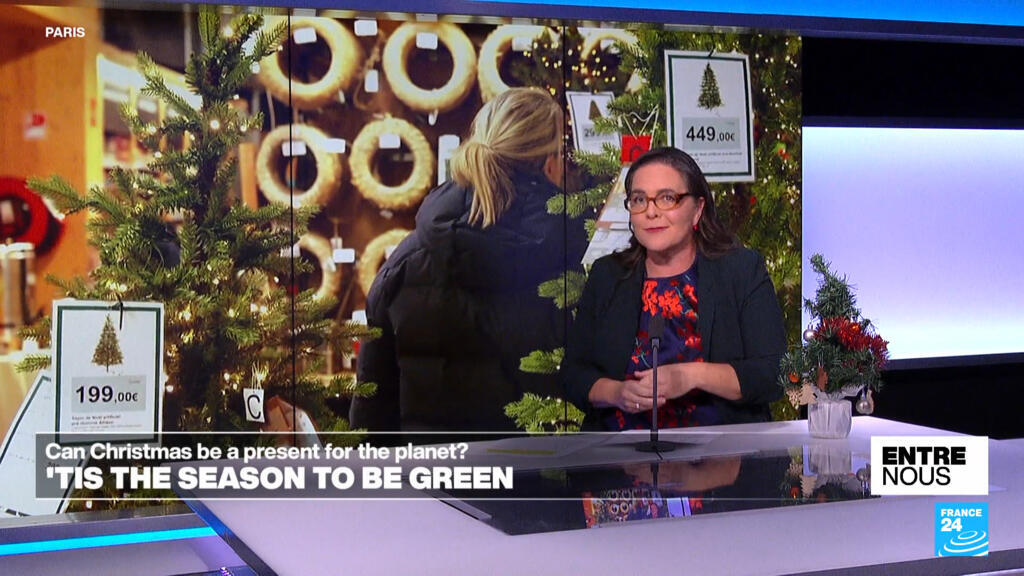 PARIS
449,00€
199,00€
C
Can Christmas be a present for the planet?
'TIS THE SEASON TO BE GREEN
ENTRE
NOUS
FRANCE
24